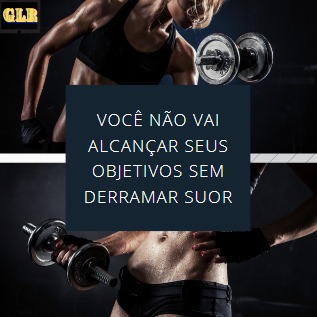 GLR
VOCÊ NÃO VAI
ALCANÇAR SEUS
OBJETIVOS SEM
DERRAMAR SUOR